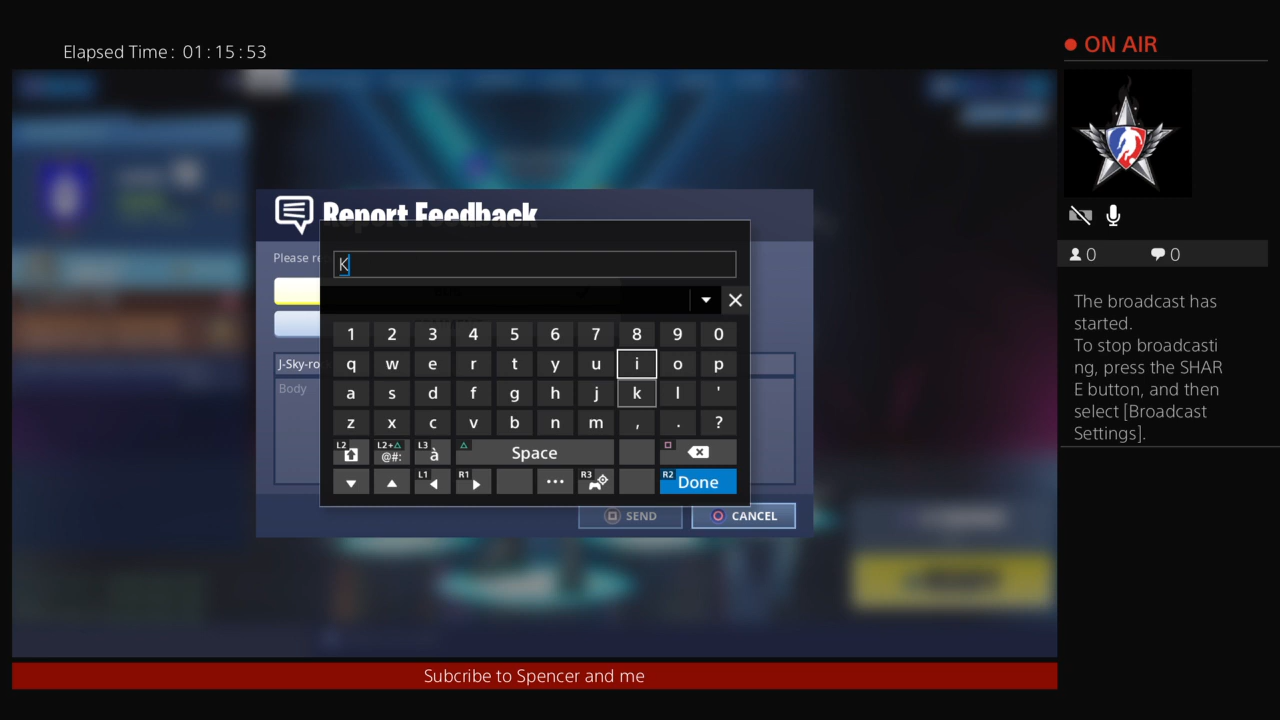 Elapsed Time: 01:15:53
ON AIR
Report Feedback
Please re
K
1 2 3 4 5 6 7 8 9 0
q w e r t y u i o p
a s d f g h j k l '
z x c v b n m , . ?
L2 L2+△ @#: L3 à △ Space
L1 R1 ... R3 R2 Done
J-Sky-ro
Body
SEND CANCEL
0 0
The broadcast has
started.
To stop broadcasti
ng, press the SHAR
E button, and then
select [Broadcast
Settings].
Subcribe to Spencer and me